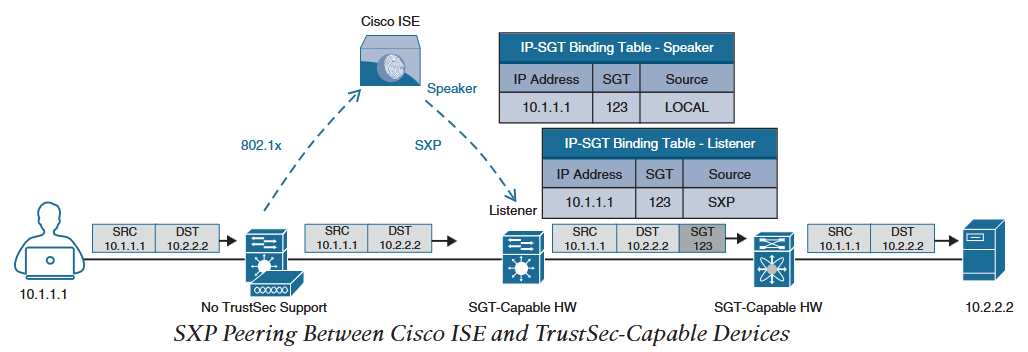 Cisco ISE
IP-SGT Binding Table - Speaker
IP Address SGT Source
10.1.1.1 123 LOCAL
Speaker
802.1x
SXP
IP-SGT Binding Table - Listener
IP Address SGT Source
10.1.1.1 123 SXP
Listener
SRC DST
10.1.1.1 10.2.2.2
SRC DST
10.1.1.1 10.2.2.2
SRC DST SGT
10.1.1.1 10.2.2.2 123
SRC DST
10.1.1.1 10.2.2.2
10.1.1.1
No TrustSec Support
SGT-Capable HW
SGT-Capable HW
10.2.2.2
SXP Peering Between Cisco ISE and TrustSec-Capable Devices